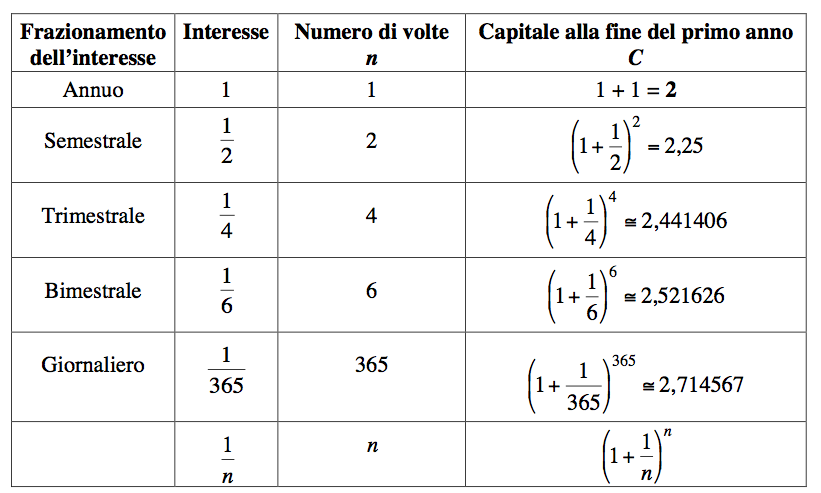 Frazionamento dell'interesse | Interesse | Numero di volte n | Capitale alla fine del primo anno C
Annuo | 1 | 1 | 1 + 1 = 2
Semestrale | 1/2 | 2 | (1 + 1/2)^2 = 2,25
Trimestrale | 1/4 | 4 | (1 + 1/4)^4 ≅ 2,441406
Bimestrale | 1/6 | 6 | (1 + 1/6)^6 ≅ 2,521626
Giornaliero | 1/365 | 365 | (1 + 1/365)^365 ≅ 2,714567
1/n | n | (1 + 1/n)^n